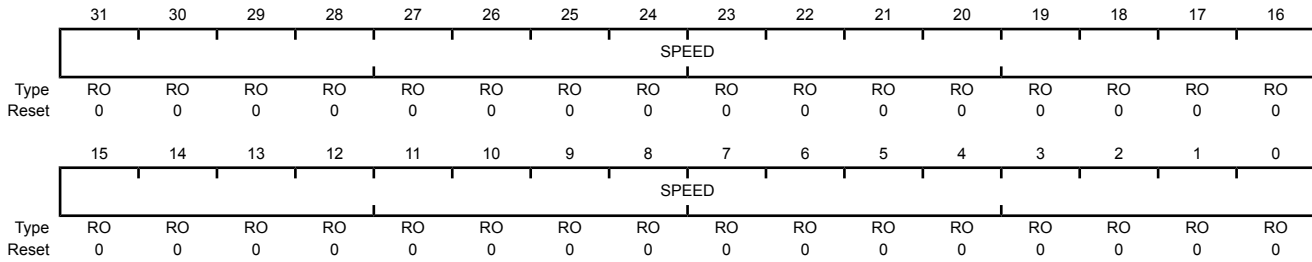 31 30 29 28 27 26 25 24 23 22 21 20 19 18 17 16
SPEED
Type RO RO RO RO RO RO RO RO RO RO RO RO RO RO RO RO
Reset 0 0 0 0 0 0 0 0 0 0 0 0 0 0 0 0
15 14 13 12 11 10 9 8 7 6 5 4 3 2 1 0
SPEED
Type RO RO RO RO RO RO RO RO RO RO RO RO RO RO RO RO
Reset 0 0 0 0 0 0 0 0 0 0 0 0 0 0 0 0